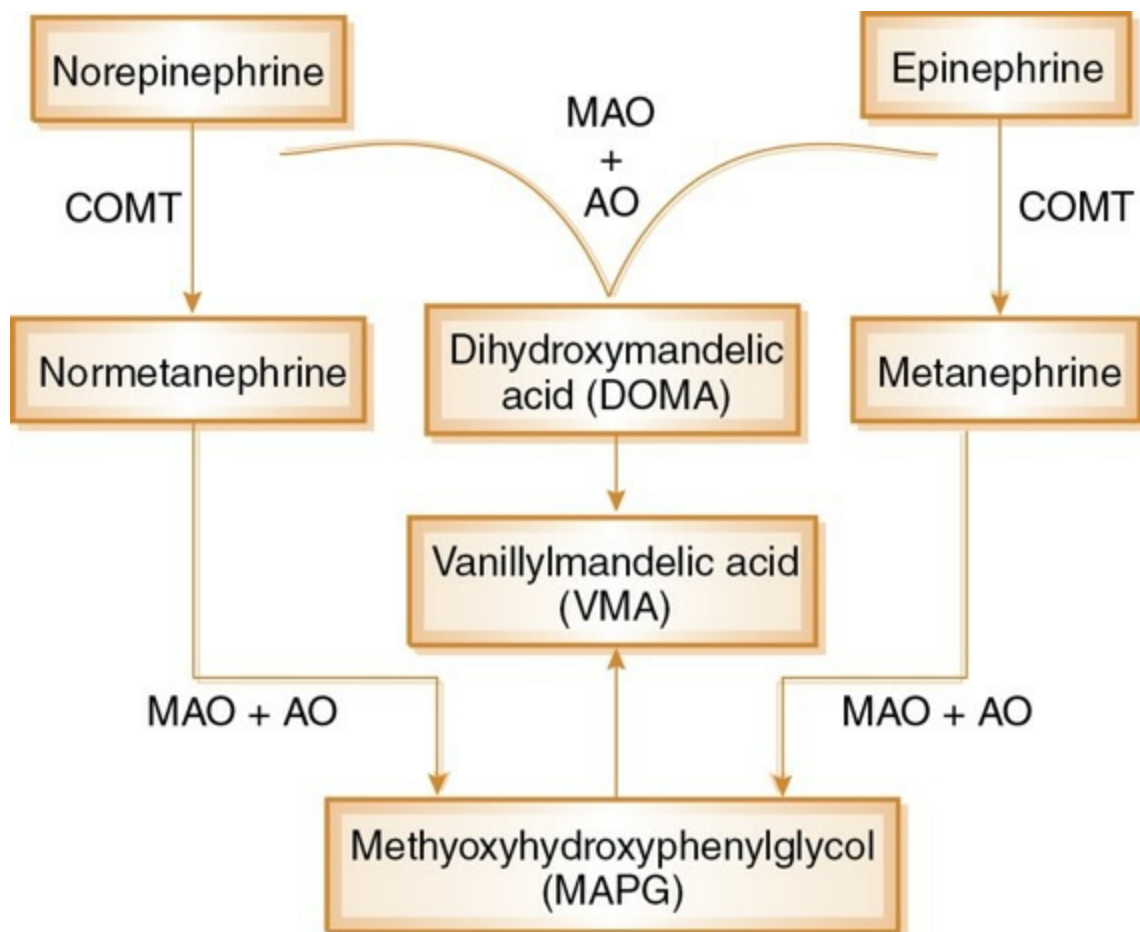 Norepinephrine
Epinephrine
MAO
+
AO
COMT
COMT
Normetanephrine
Dihydroxymandelic
acid (DOMA)
Metanephrine
Vanillylmandelic acid
(VMA)
MAO + AO
MAO + AO
Methyoxyhydroxyphenylglycol
(MAPG)